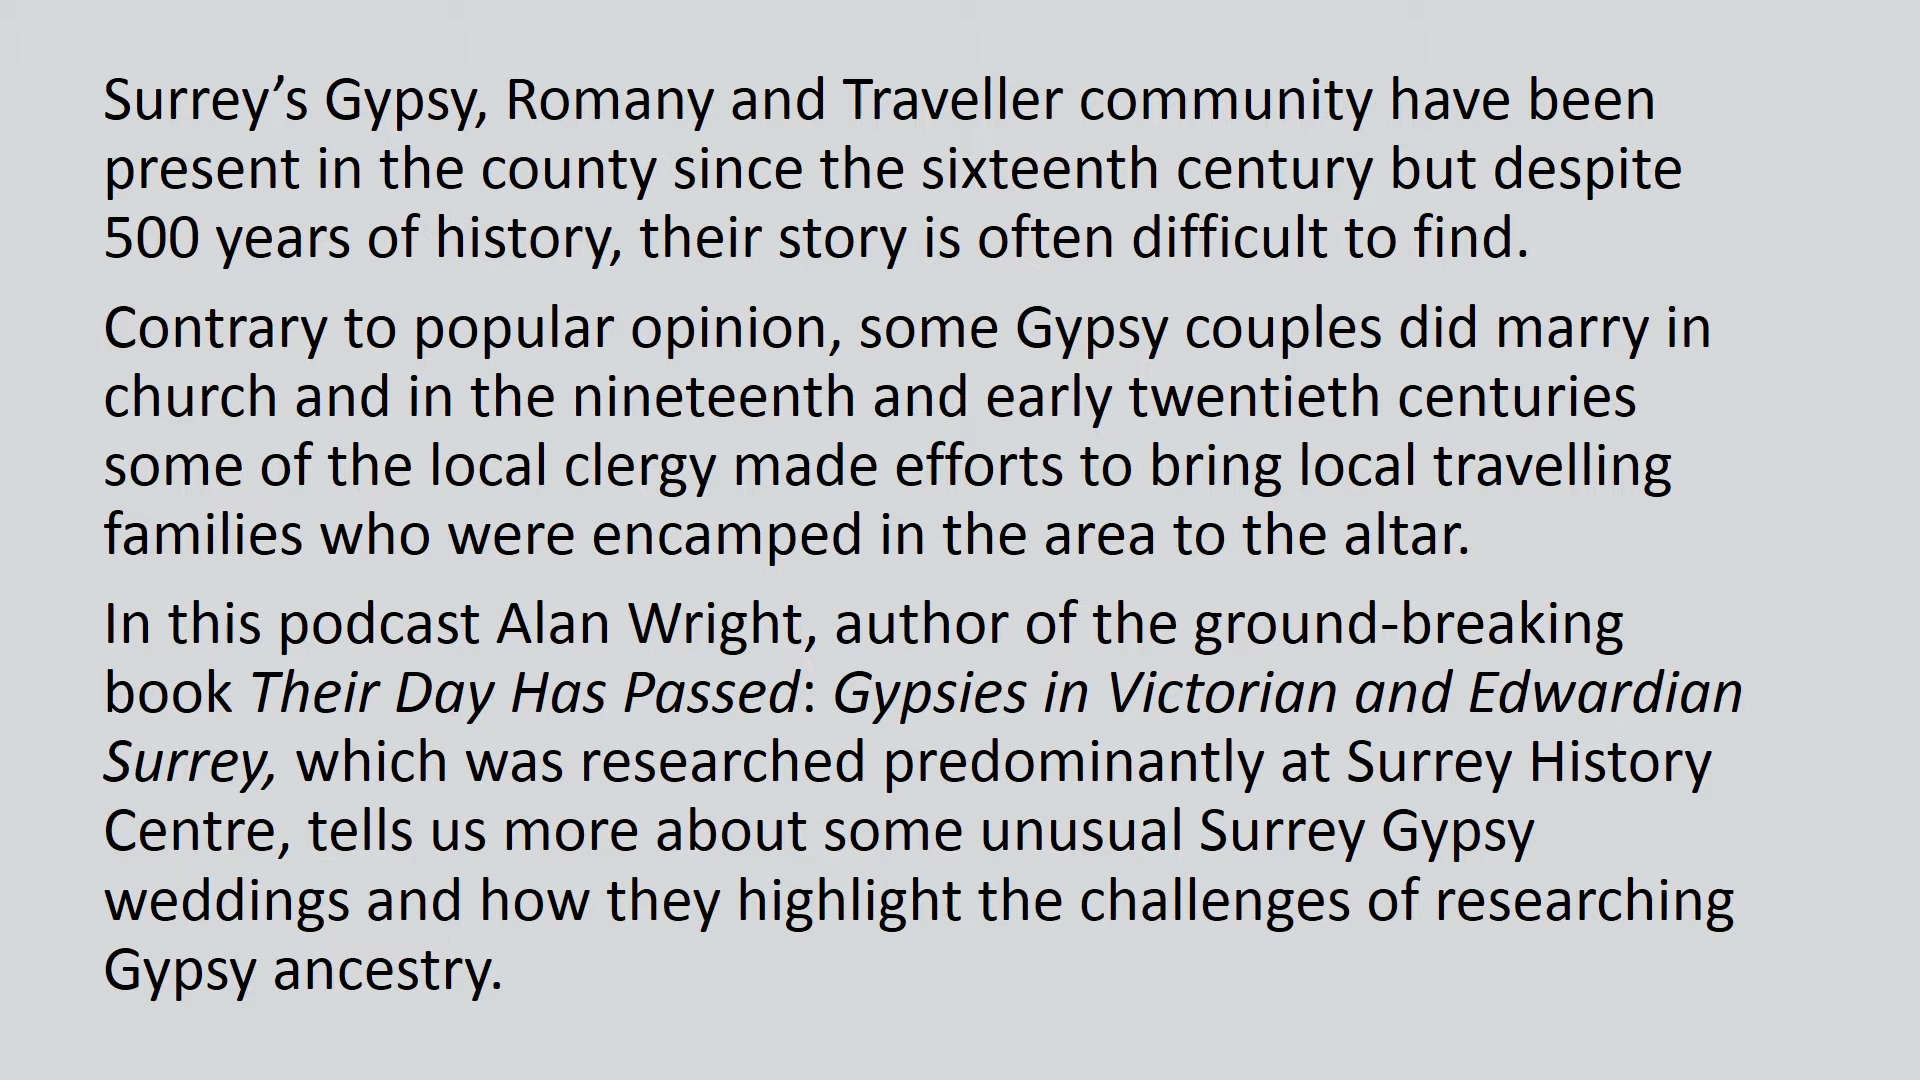 Surrey’s Gypsy, Romany and Traveller community have been
present in the county since the sixteenth century but despite
500 years of history, their story is often difficult to find.
Contrary to popular opinion, some Gypsy couples did marry in
church and in the nineteenth and early twentieth centuries
some of the local clergy made efforts to bring local travelling
families who were encamped in the area to the altar.
In this podcast Alan Wright, author of the ground-breaking
book Their Day Has Passed: Gypsies in Victorian and Edwardian
Surrey, which was researched predominantly at Surrey History
Centre, tells us more about some unusual Surrey Gypsy
weddings and how they highlight the challenges of researching
Gypsy ancestry.